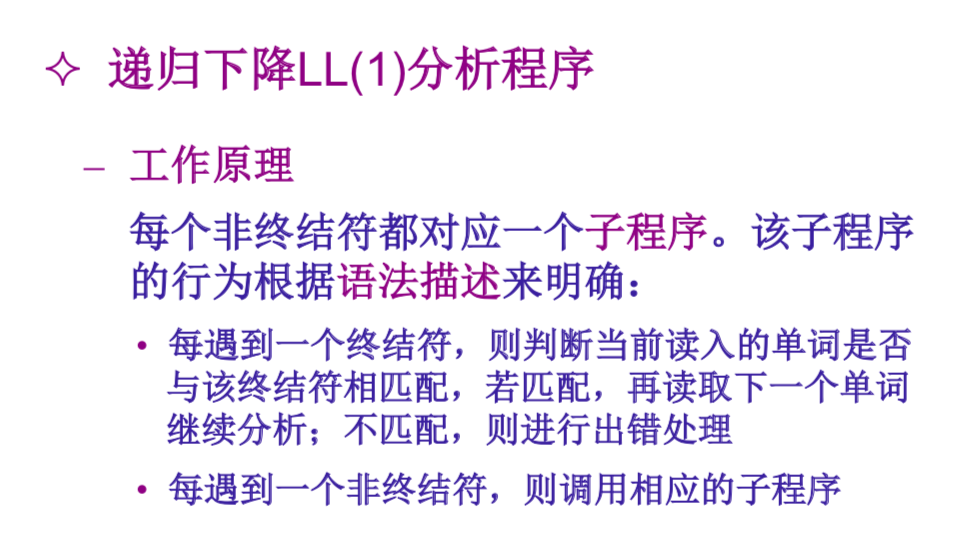 ✧ 递归下降LL(1)分析程序
– 工作原理
每个非终结符都对应一个子程序。该子程序
的行为根据语法描述来明确：
• 每遇到一个终结符，则判断当前读入的单词是否
与该终结符相匹配，若匹配，再读取下一个单词
继续分析；不匹配，则进行出错处理
• 每遇到一个非终结符，则调用相应的子程序